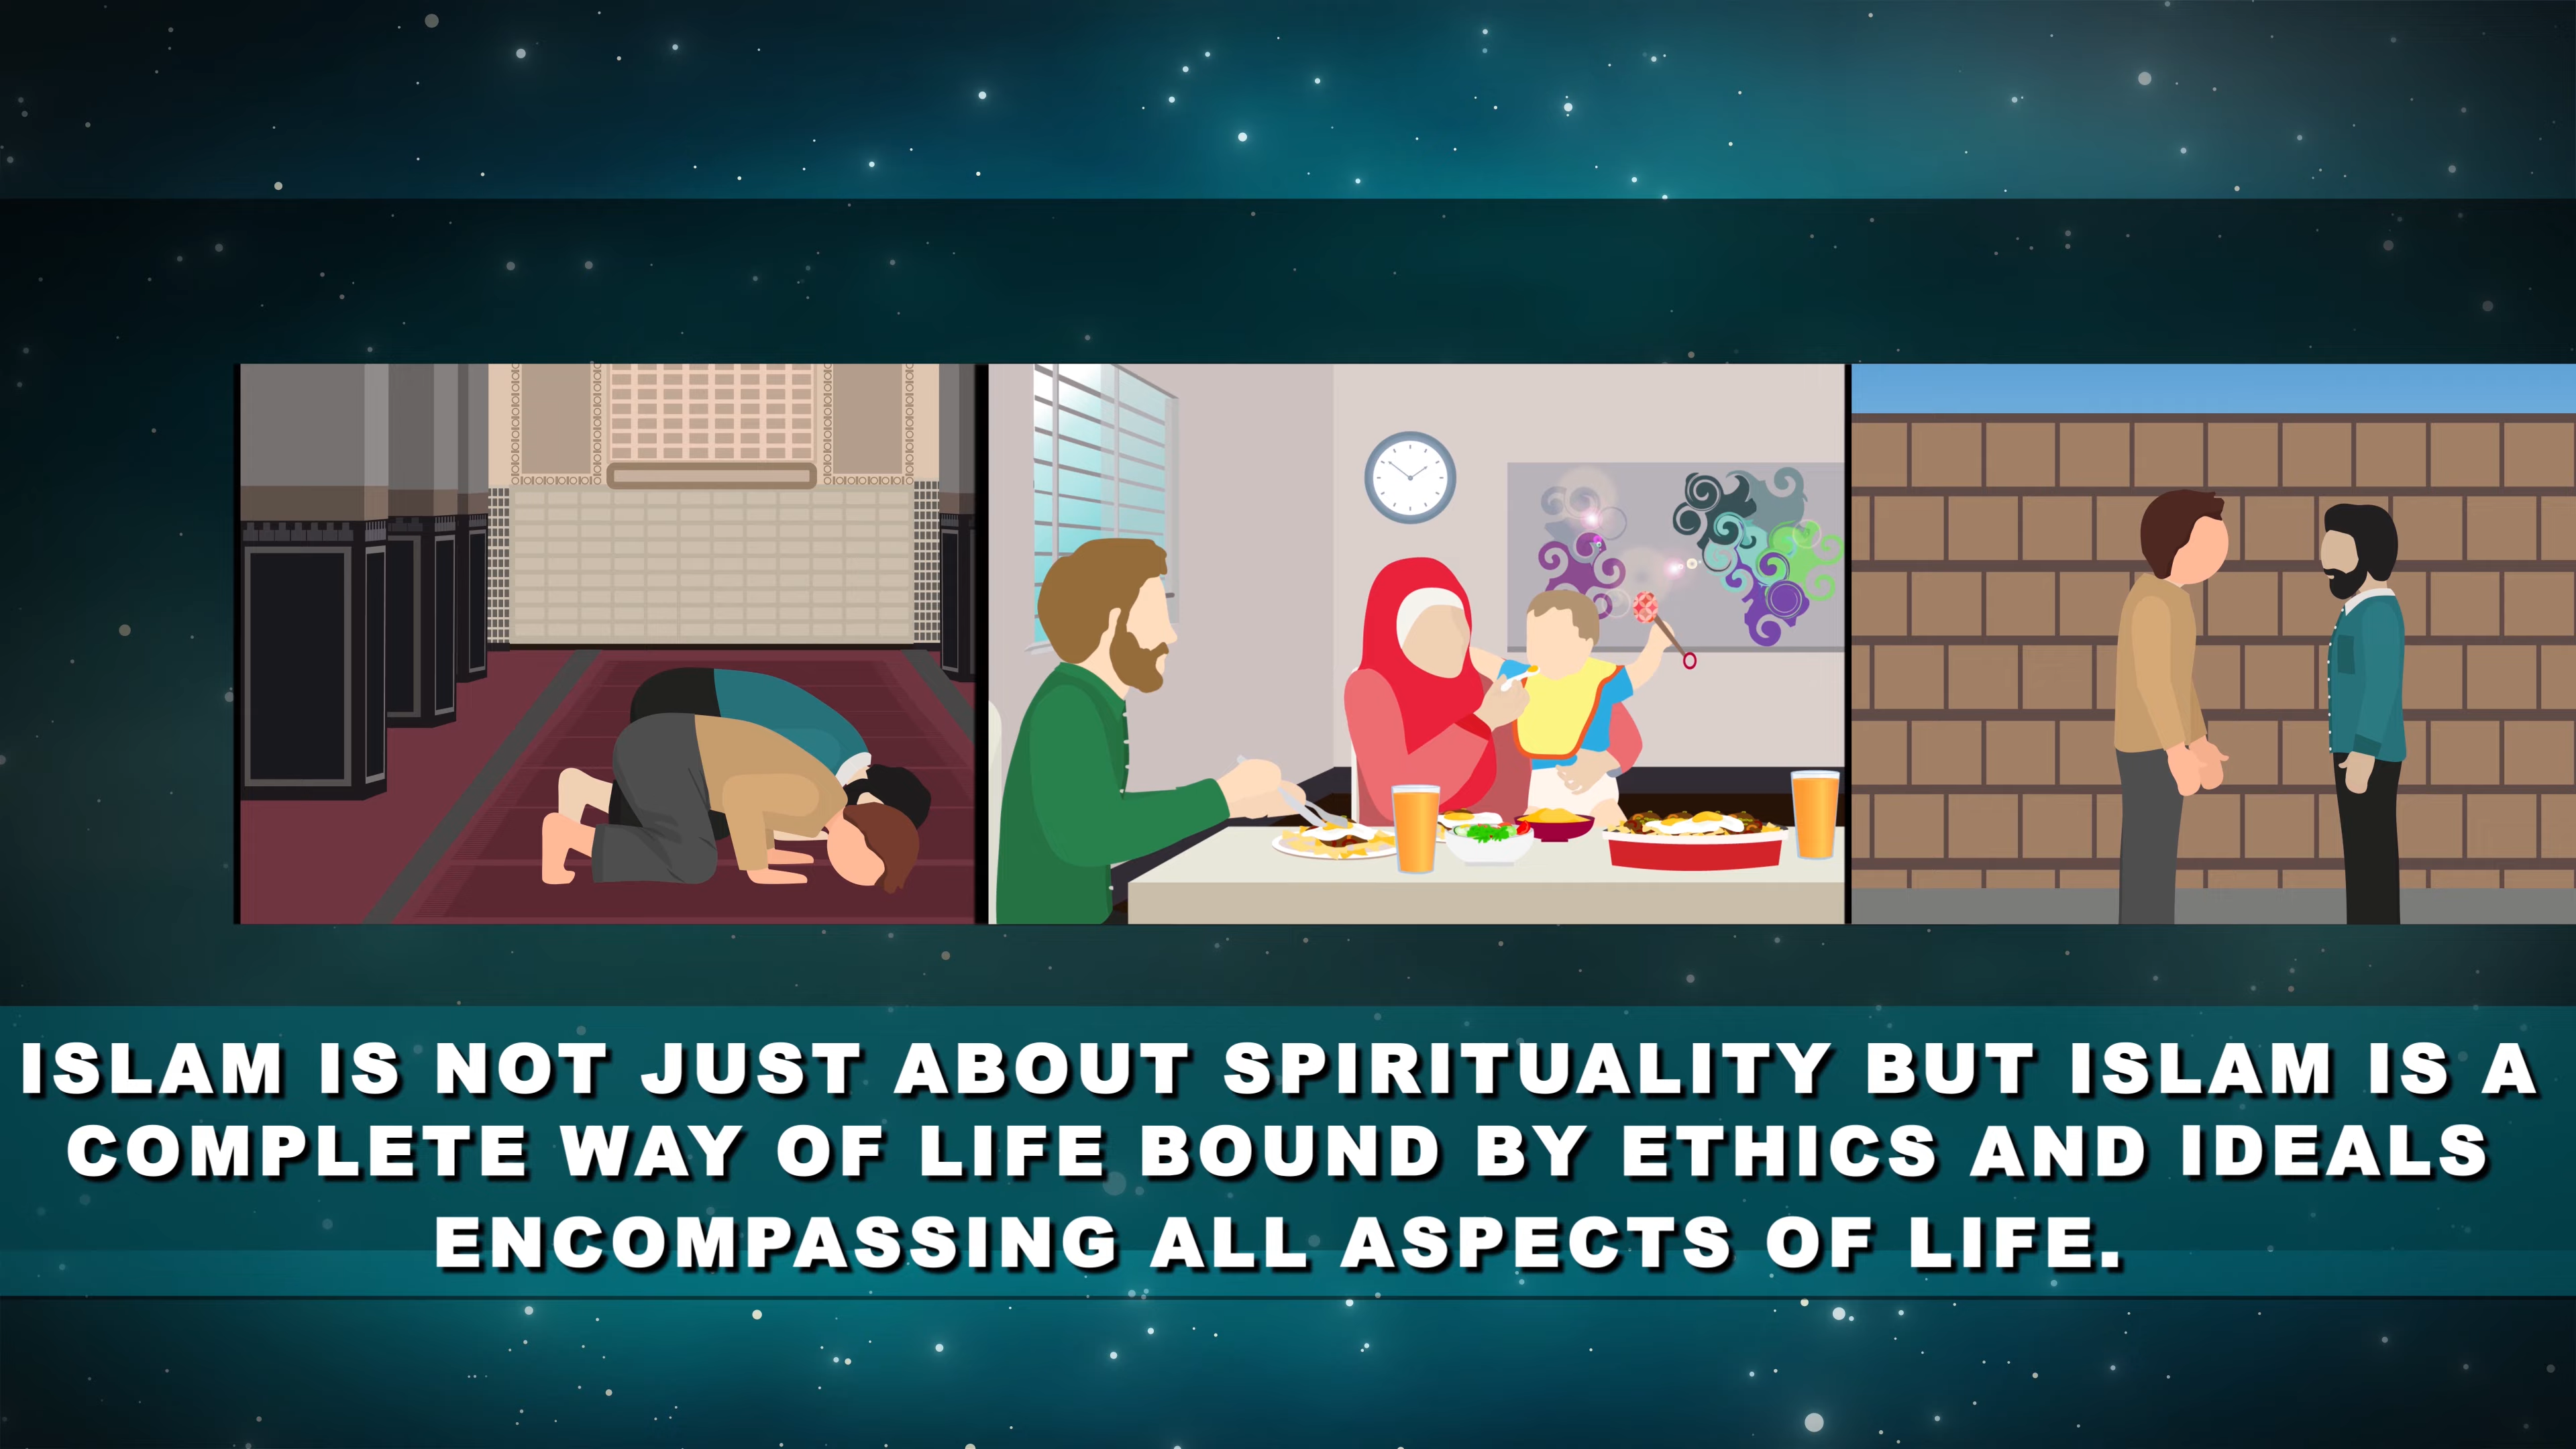 ISLAM IS NOT JUST ABOUT SPIRITUALITY BUT ISLAM IS A
COMPLETE WAY OF LIFE BOUND BY ETHICS AND IDEALS
ENCOMPASSING ALL ASPECTS OF LIFE.